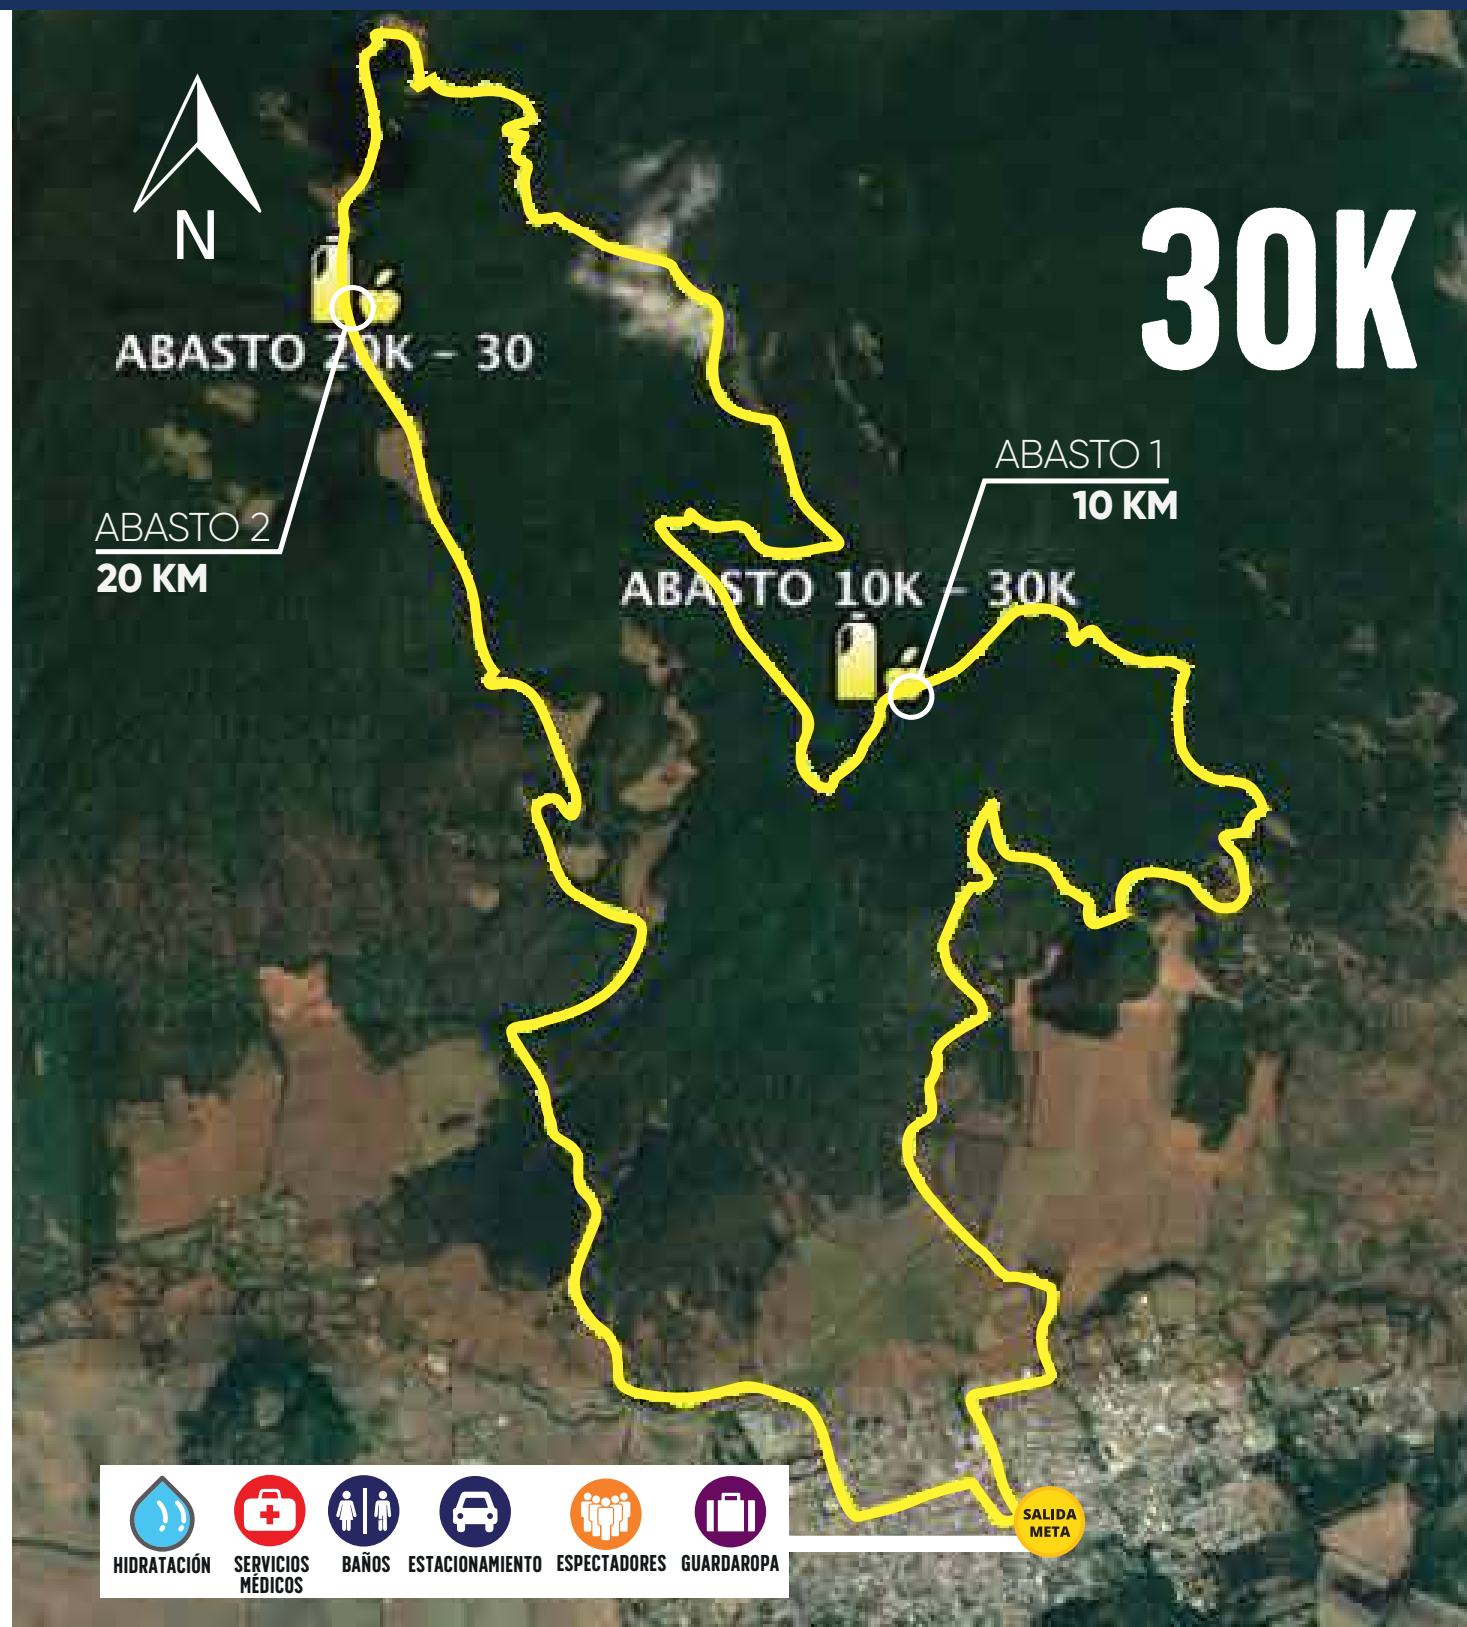 N
30K
ABASTO 20K - 30
ABASTO 1
10 KM
ABASTO 2
20 KM
ABASTO 10K - 30K
SALIDA
META
HIDRATACIÓN
SERVICIOS
MÉDICOS
BAÑOS
ESTACIONAMIENTO
ESPECTADORES
GUARDAROPA